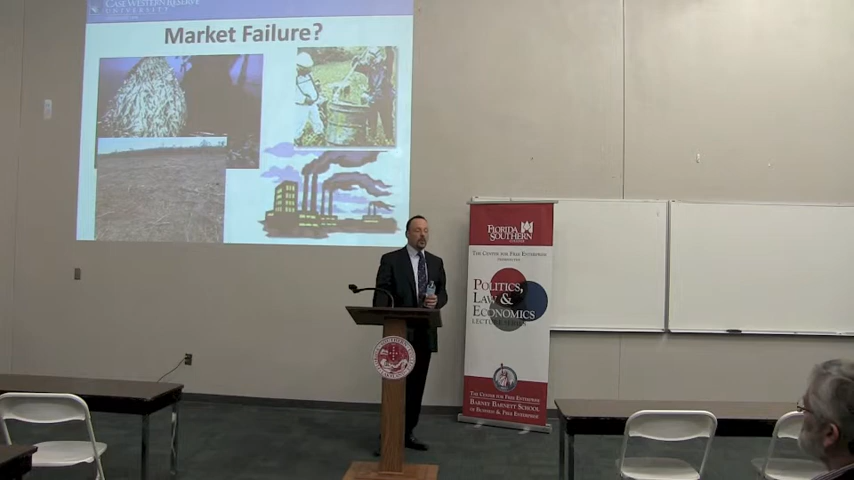 CASE WESTERN RESERVE
UNIVERSITY
Market Failure?
FLORIDA
SOUTHERN
COLLEGE
THE CENTER FOR FREE ENTERPRISE
POLITICS,
LAW &
ECONOMICS
LECTURE SERIES
THE CENTER FOR FREE ENTERPRISE
BARNEY BARNETT SCHOOL
OF BUSINESS & FREE ENTERPRISE